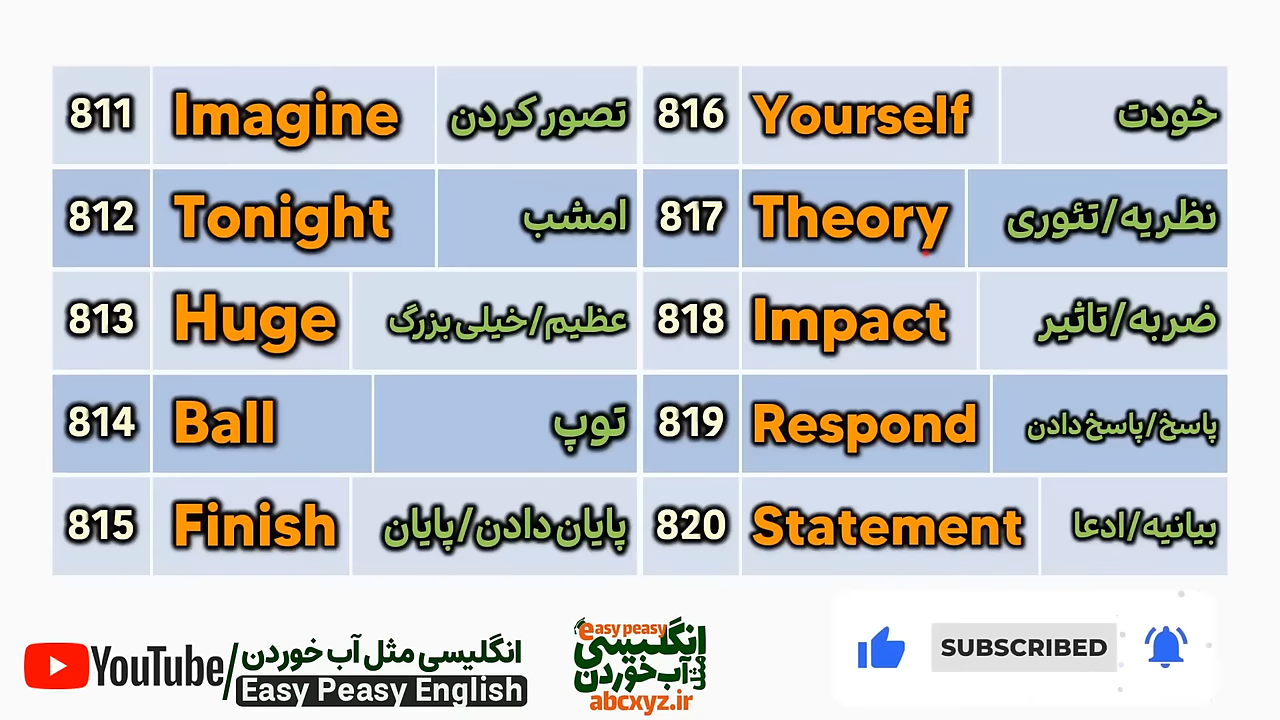 811 Imagine تصور کردن
812 Tonight امشب
813 Huge عظیم/خیلی بزرگ
814 Ball توپ
815 Finish پایان دادن/پایان
816 Yourself خودت
817 Theory نظریه/تئوری
818 Impact ضربه/تاثیر
819 Respond پاسخ/پاسخ دادن
820 Statement بیانیه/ادعا
YouTube/انگلیسی مثل آب خوردن
Easy Peasy English
easy peasy
انگلیسی
مثل آب خوردن
abcxyz.ir
SUBSCRIBED